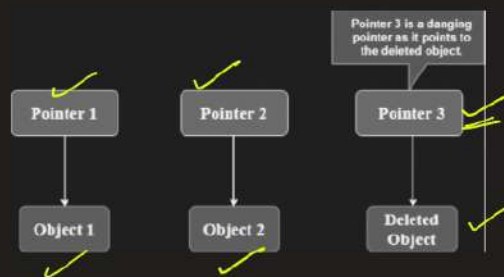 Pointer 3 is a danging
pointer as it points to
the deleted object.
Pointer 1
Pointer 2
Pointer 3
Object 1
Object 2
Deleted
Object